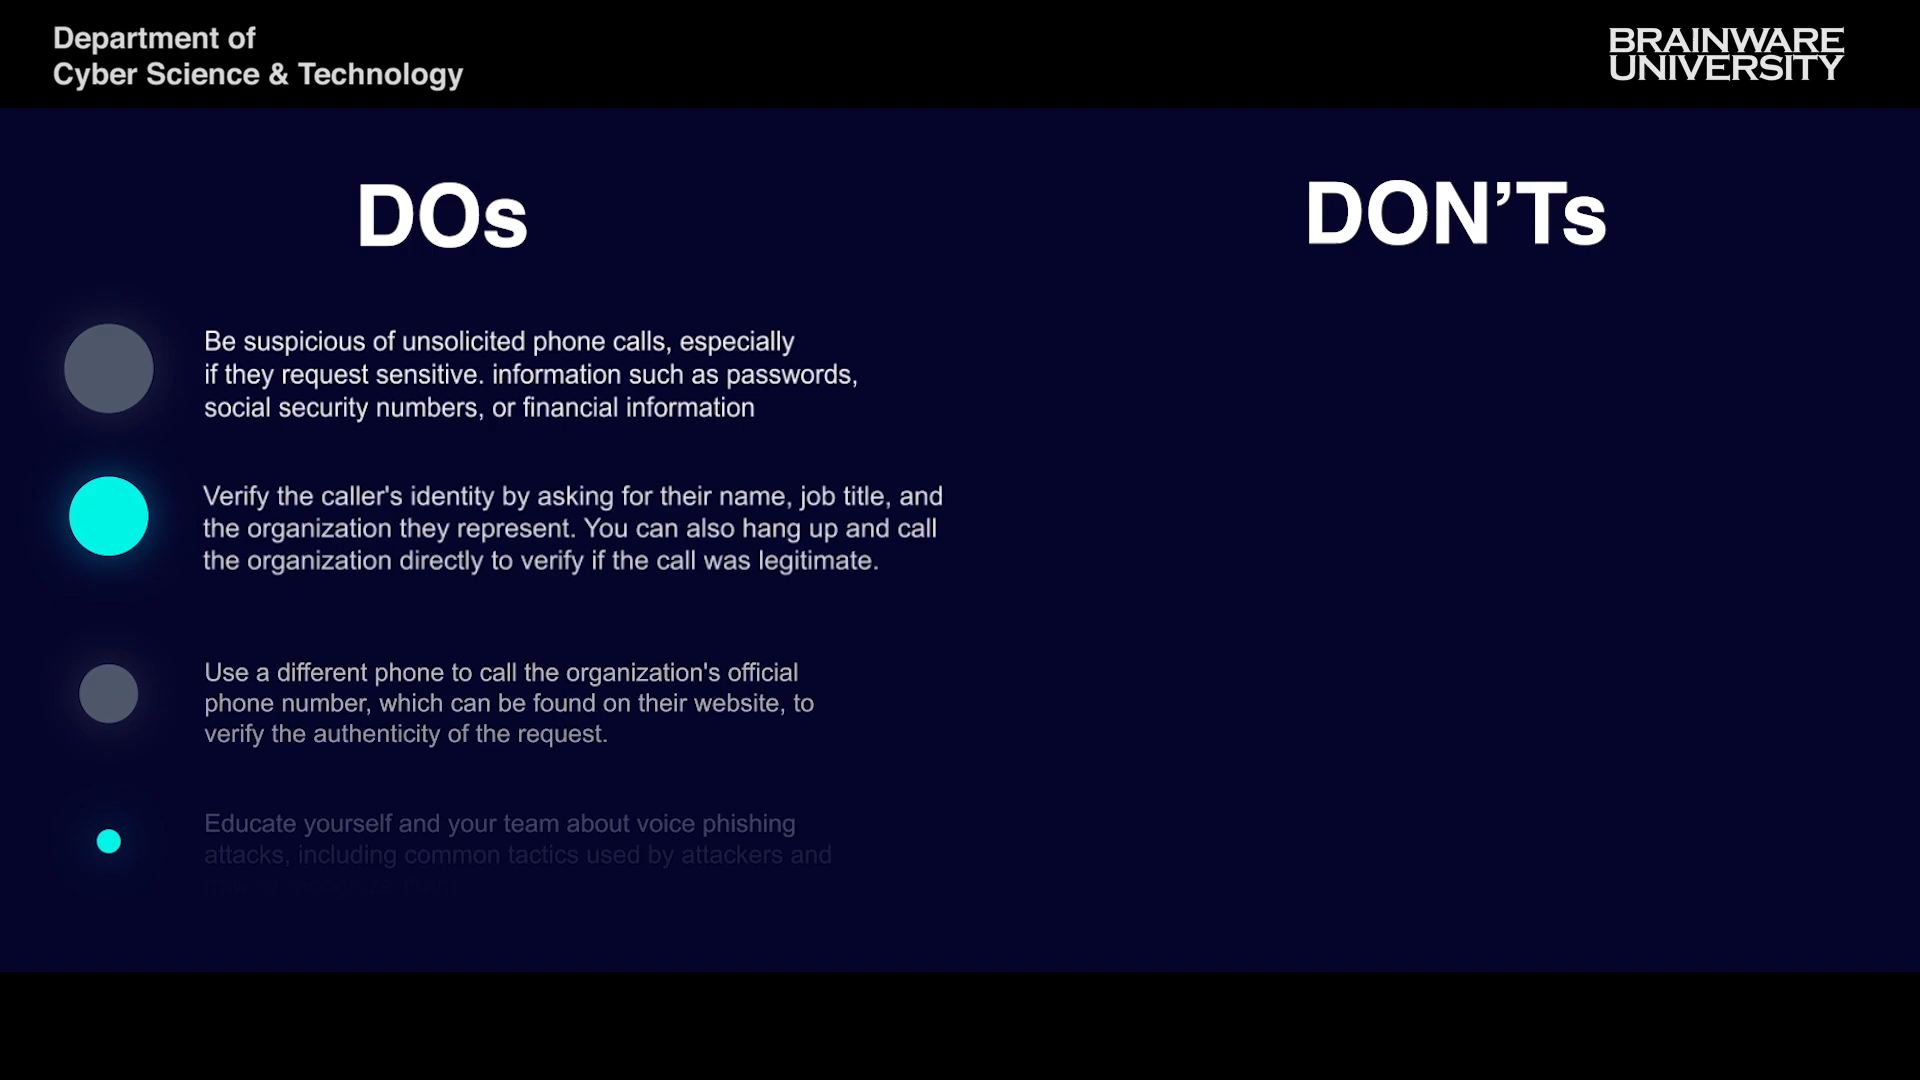 Department of
Cyber Science & Technology
BRAINWARE
UNIVERSITY
DOs
DON’Ts
Be suspicious of unsolicited phone calls, especially
if they request sensitive. information such as passwords,
social security numbers, or financial information
Verify the caller's identity by asking for their name, job title, and
the organization they represent. You can also hang up and call
the organization directly to verify if the call was legitimate.
Use a different phone to call the organization's official
phone number, which can be found on their website, to
verify the authenticity of the request.
Educate yourself and your team about voice phishing
attacks, including common tactics used by attackers and